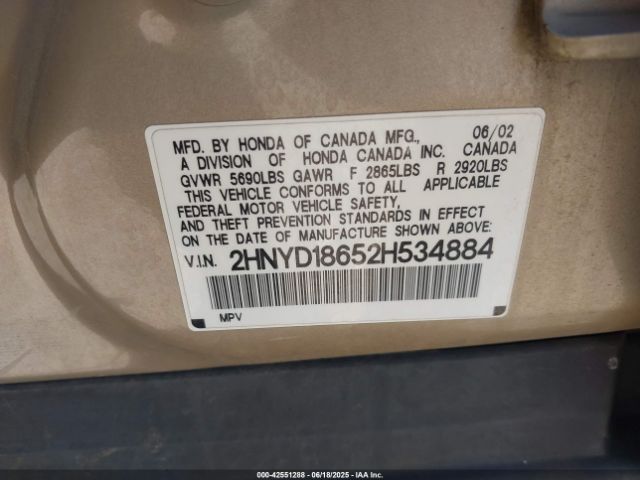 MFD. BY HONDA OF CANADA MFG., 06/02
A DIVISION OF HONDA CANADA INC. CANADA
GVWR 5690LBS GAWR F 2865LBS R 2920LBS
THIS VEHICLE CONFORMS TO ALL APPLICABLE
FEDERAL MOTOR VEHICLE SAFETY,
AND THEFT PREVENTION STANDARDS IN EFFECT
ON THE DATE OF MANUFACTURE SHOWN ABOVE:
V.I.N. 2HNYD18652H534884
MPV
000-42551288 - 06/18/2025 - IAA Inc.